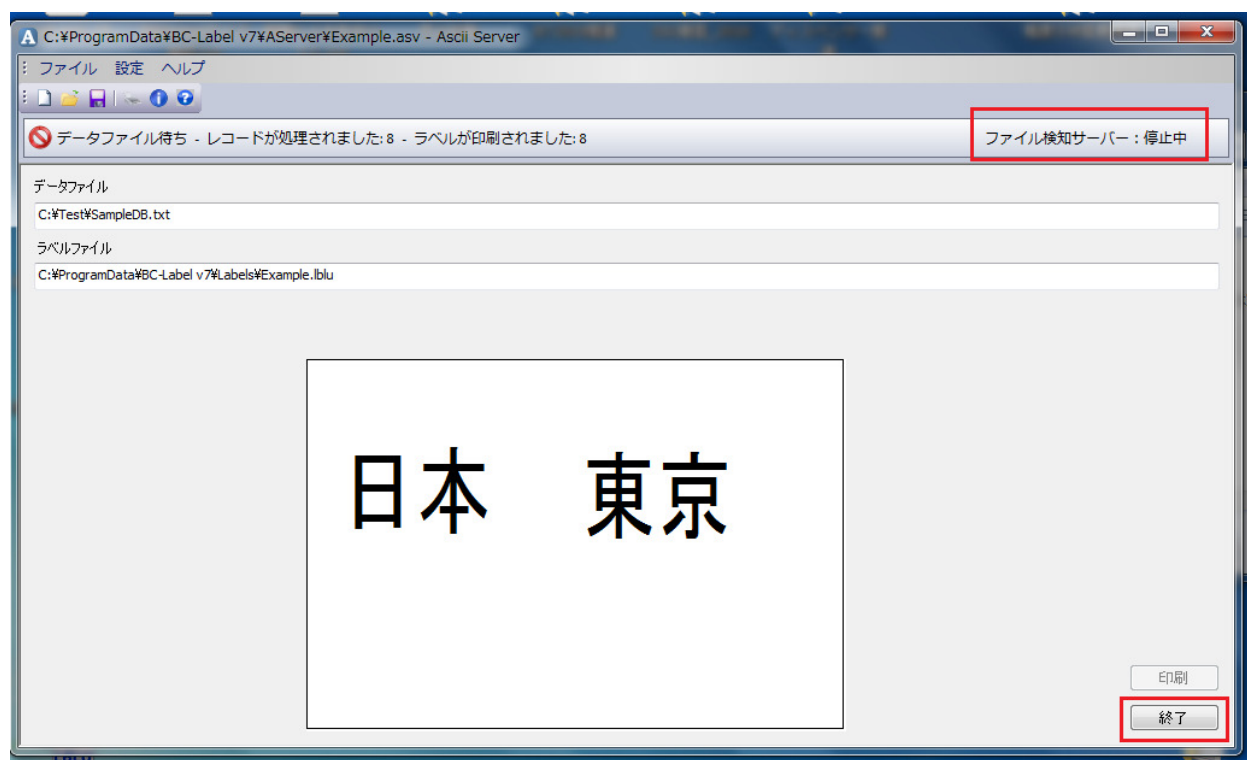 C:¥ProgramData¥BC-Label v7¥AServer¥Example.asv - Ascii Server
ファイル 設定 ヘルプ
データファイル待ち - レコードが処理されました: 8 - ラベルが印刷されました: 8 ファイル検知サーバー：停止中
データファイル
C:¥Test¥SampleDB.txt
ラベルファイル
C:¥ProgramData¥BC-Label v7¥Labels¥Example.lblu
日本 東京
印刷
終了